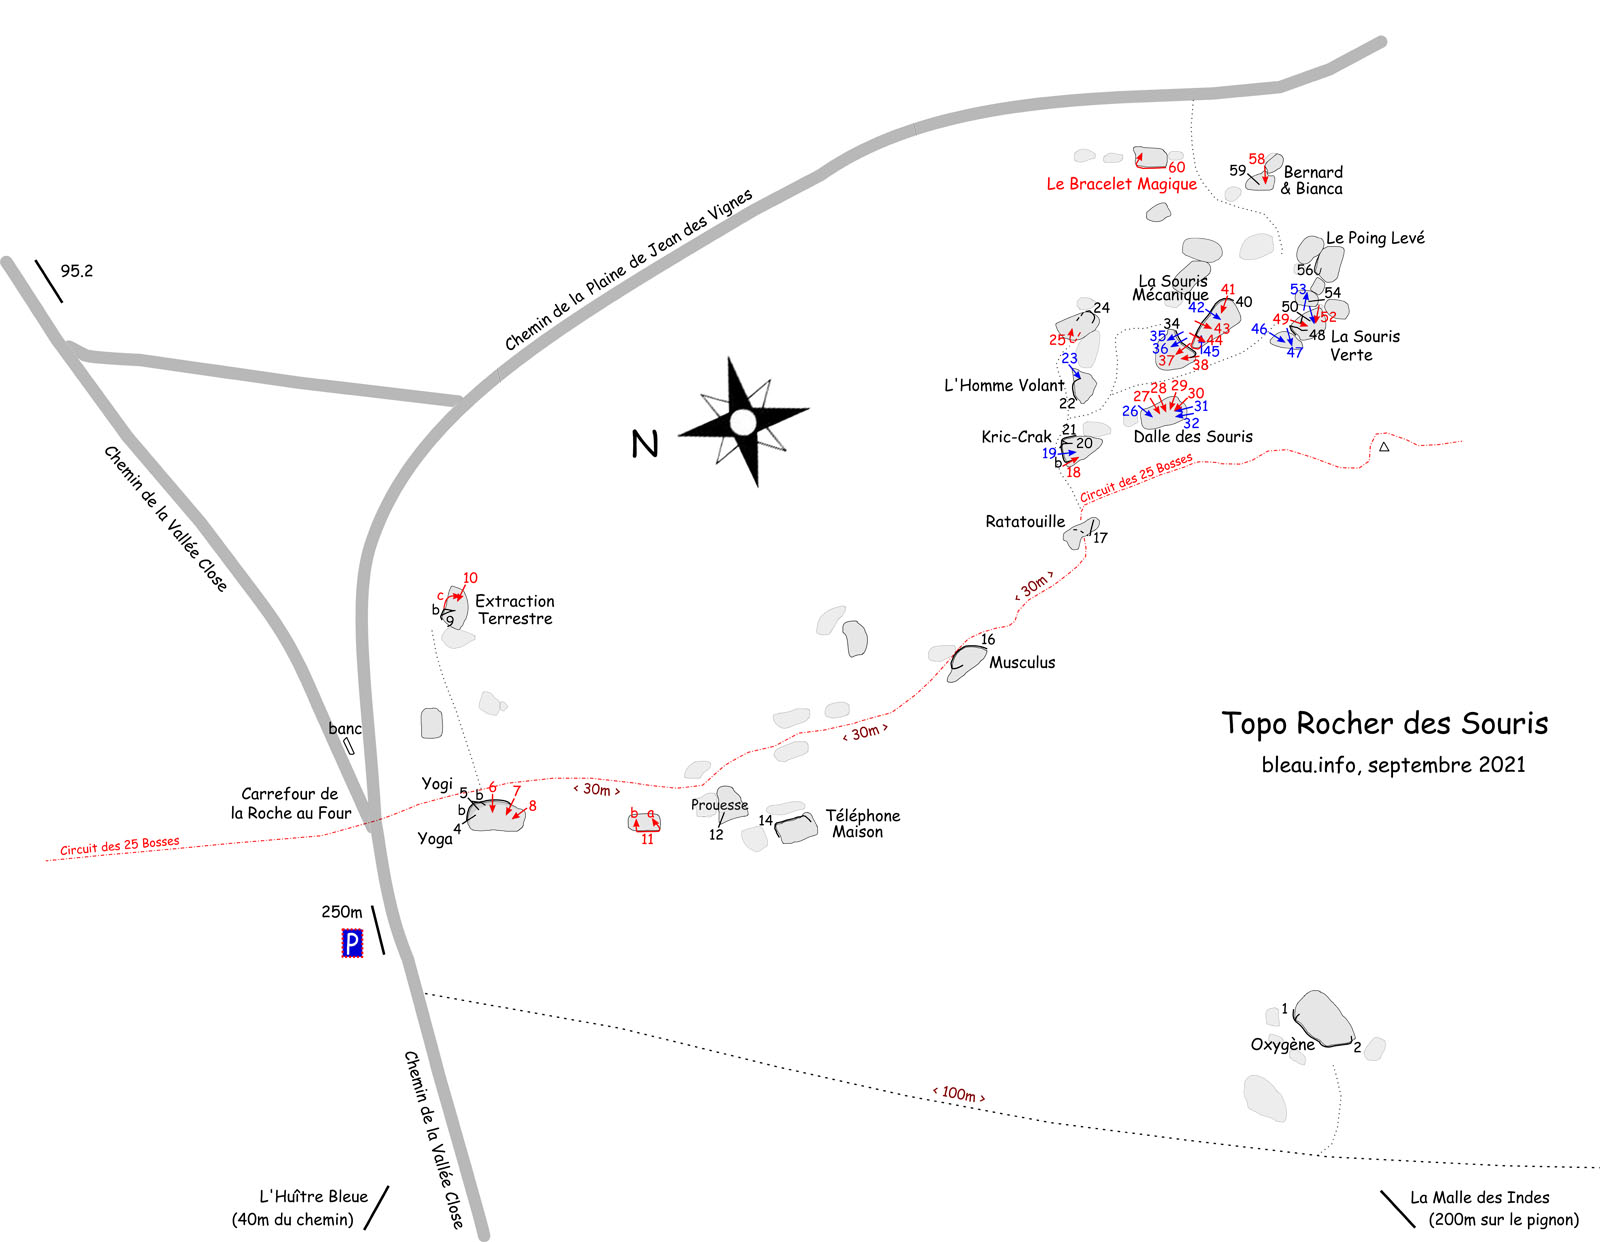 60
Le Bracelet Magique
58
59
Bernard
& Bianca
Le Poing Levé
56
53
54
50
49
52
48
46
47
La Souris
Verte
La Souris
Mécanique
41
40
42
43
44
45
34
35
36
37
38
24
25
23
L'Homme Volant
22
27
28
29
30
26
31
32
Dalle des Souris
Kric-Crak
21
20
19
b
18
Circuit des 25 Bosses
Ratatouille
17
< 30m >
16
Musculus
95.2
Chemin de la Plaine de Jean des Vignes
N
Chemin de la Vallée Close
10
c
b
9
Extraction
Terrestre
banc
Topo Rocher des Souris
bleau.info, septembre 2021
< 30m >
Carrefour de
la Roche au Four
Yogi
5
b
6
7
8
b
4
Yoga
< 30m >
b
a
11
Prouesse
12
14
Téléphone
Maison
Circuit des 25 Bosses
250m
P
1
Oxygène
2
< 100m >
Chemin de la Vallée Close
L'Huître Bleue
(40m du chemin)
La Malle des Indes
(200m sur le pignon)